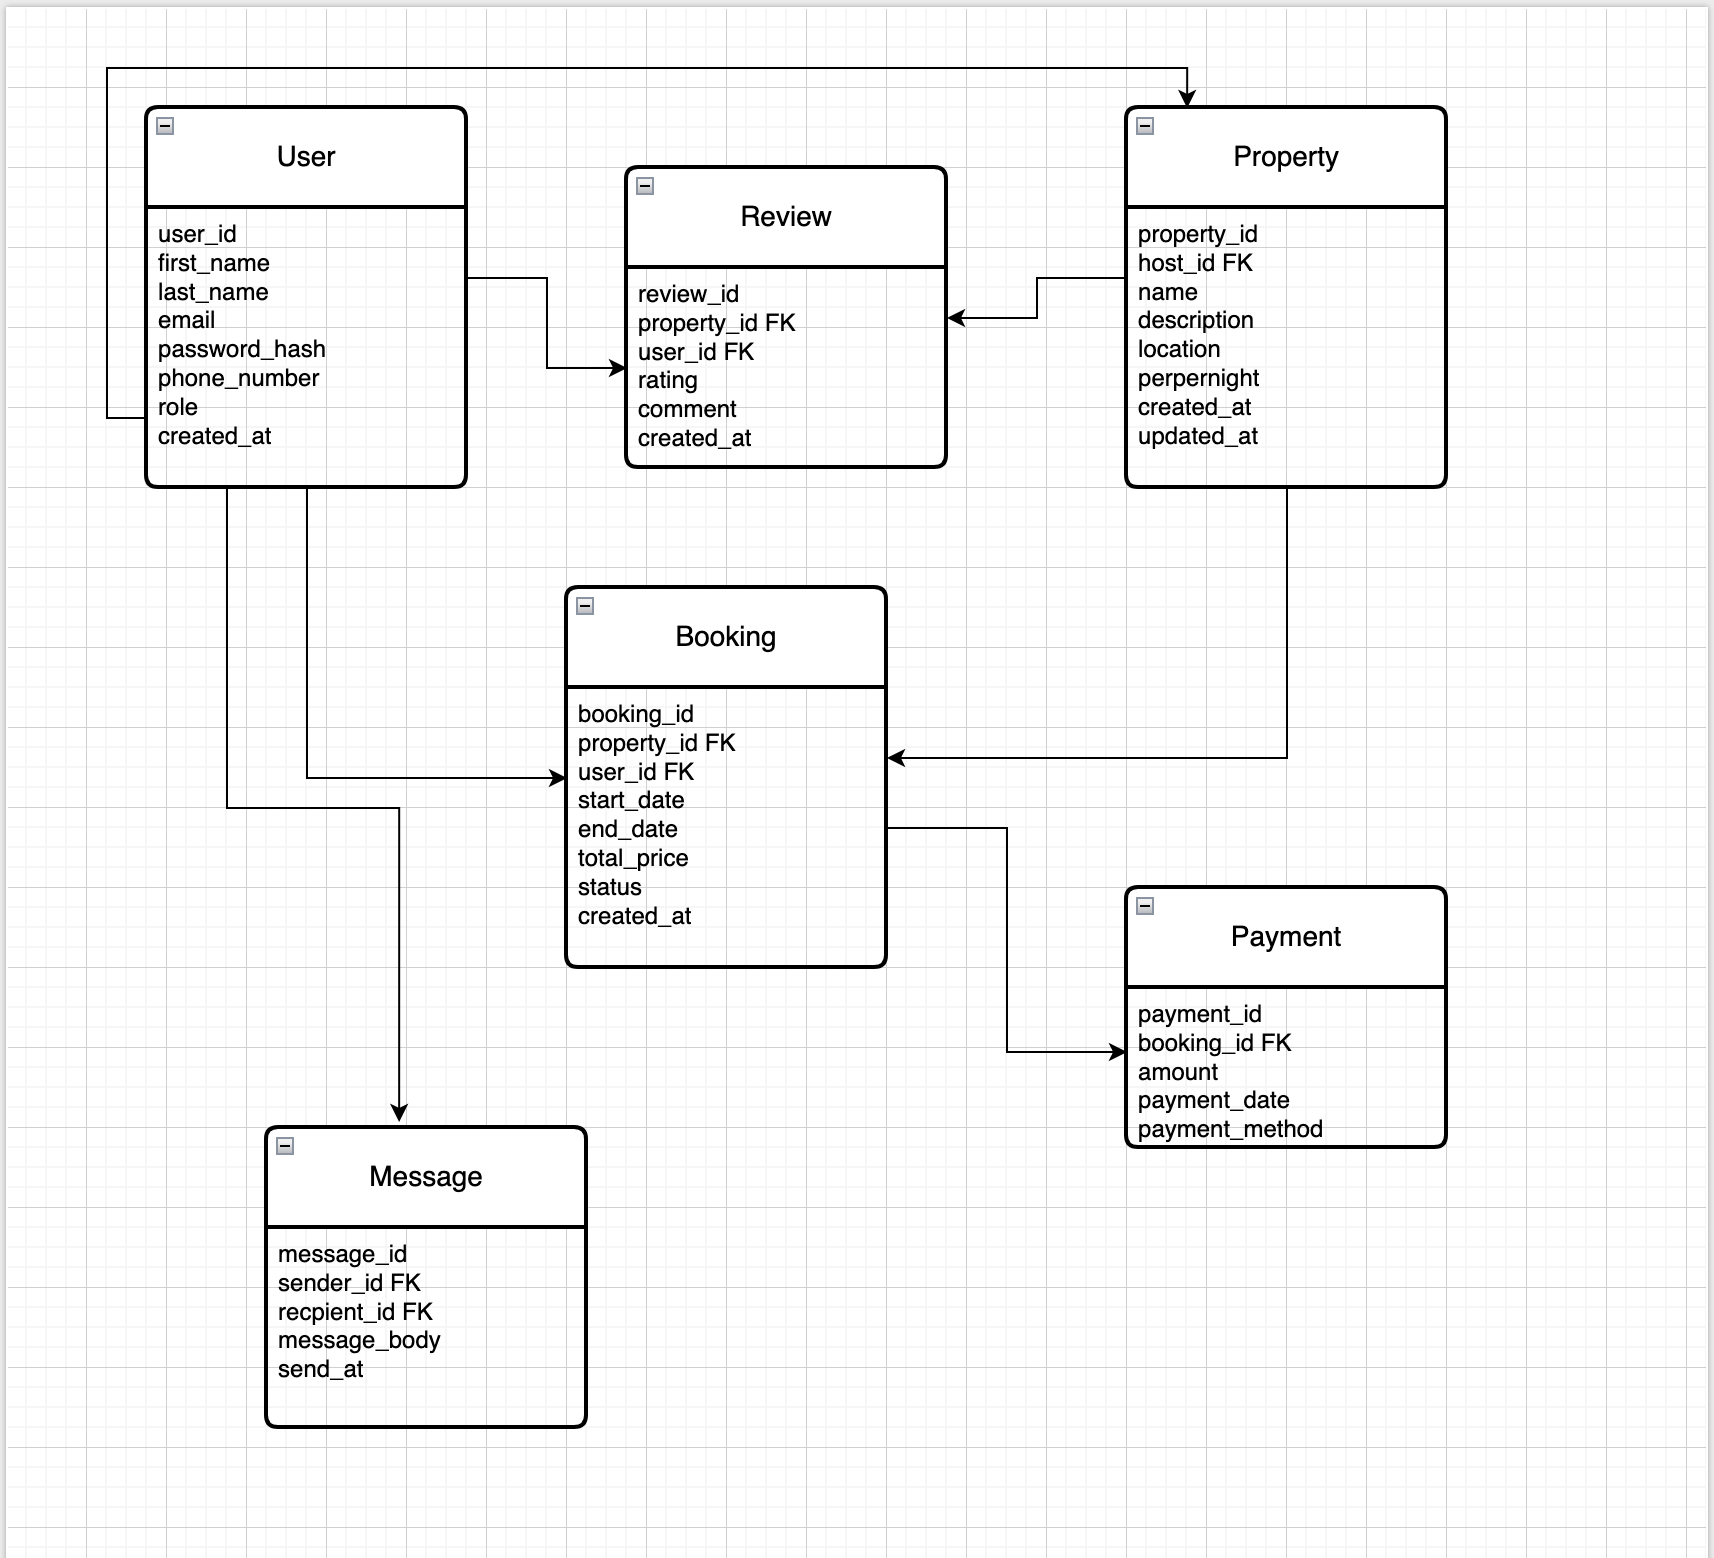 User
user_id
first_name
last_name
email
password_hash
phone_number
role
created_at
Review
review_id
property_id FK
user_id FK
rating
comment
created_at
Property
property_id
host_id FK
name
description
location
perpernight
created_at
updated_at
Booking
booking_id
property_id FK
user_id FK
start_date
end_date
total_price
status
created_at
Payment
payment_id
booking_id FK
amount
payment_date
payment_method
Message
message_id
sender_id FK
recpient_id FK
message_body
send_at